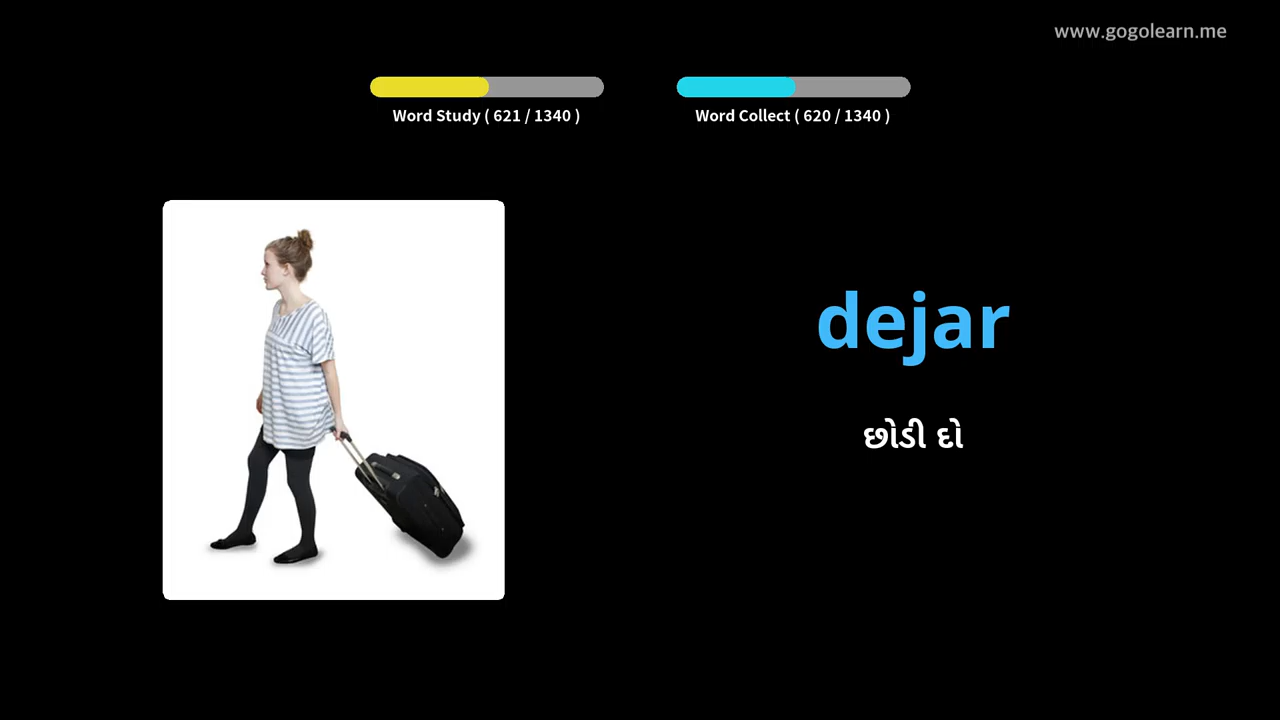 www.gogolearn.me
Word Study ( 621 / 1340 )
Word Collect ( 620 / 1340 )
dejar
છોડી દો